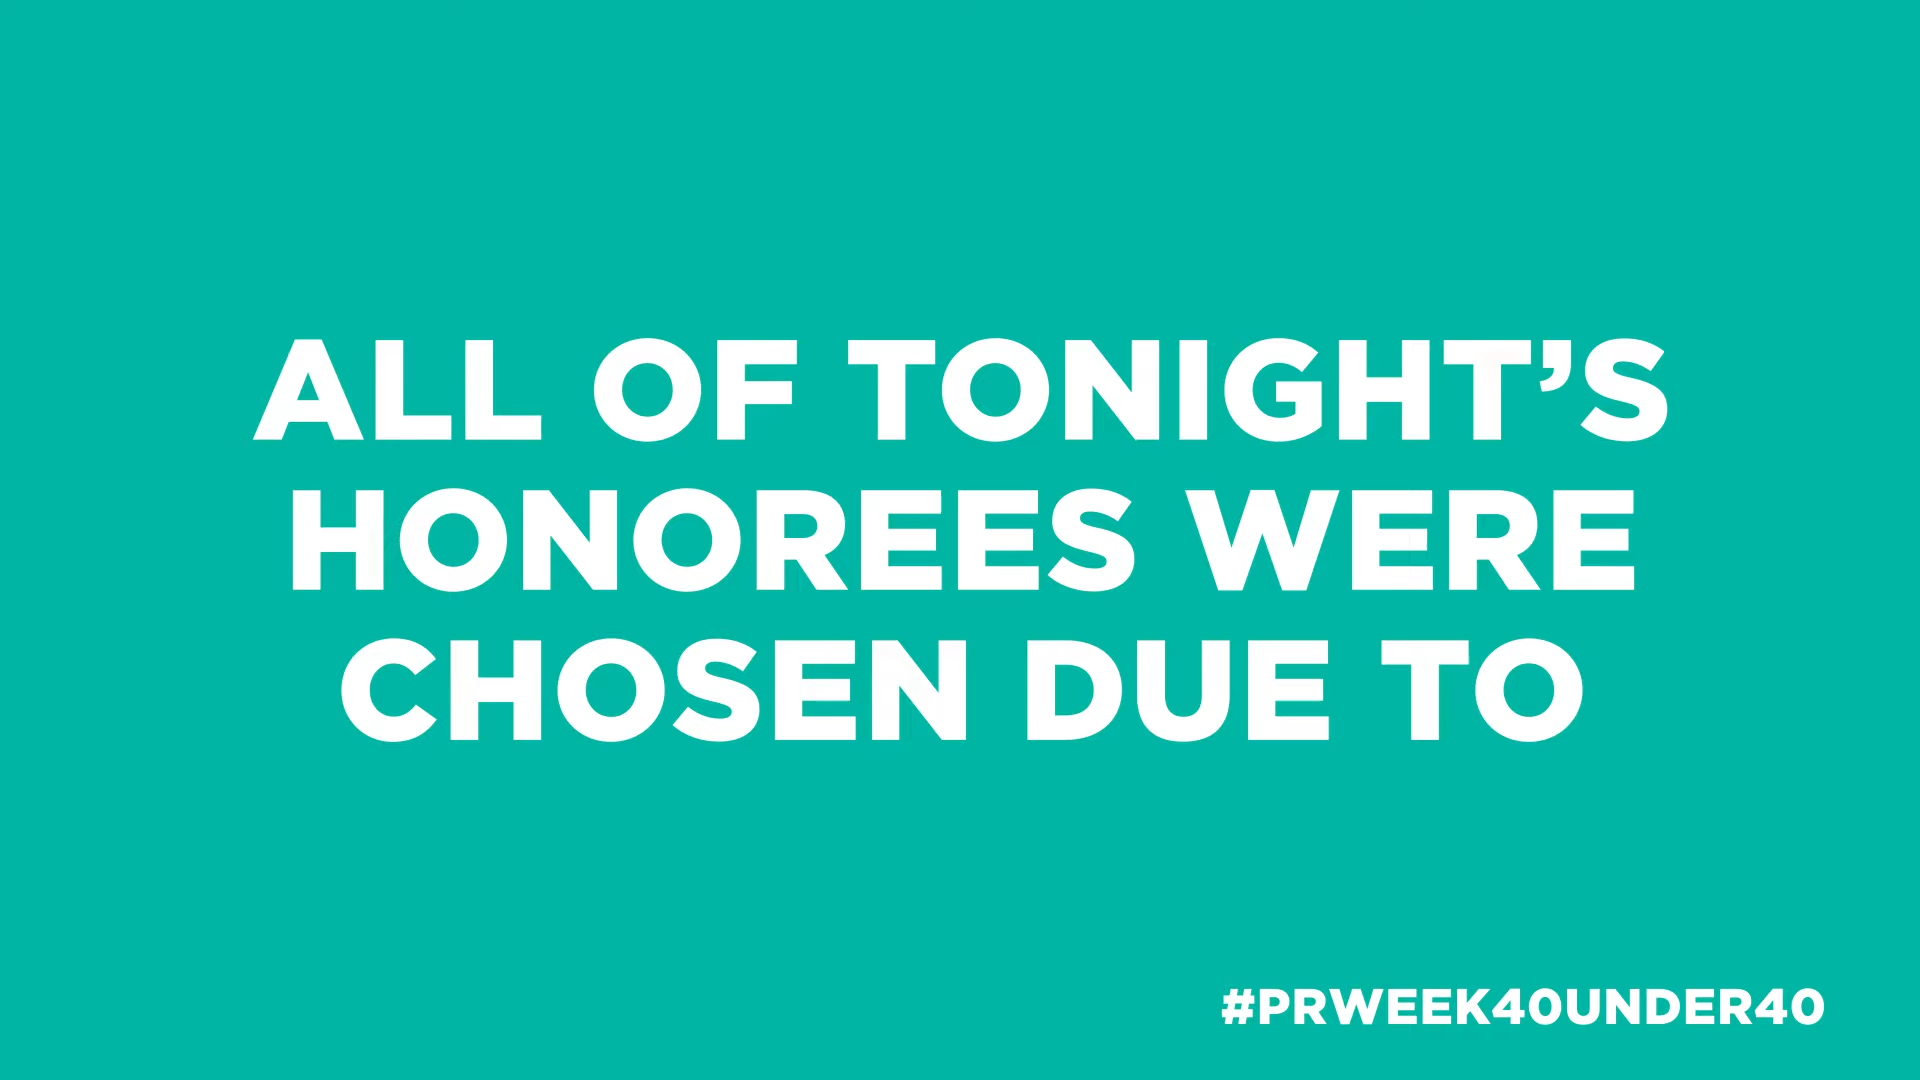 ALL OF TONIGHT’S
HONOREES WERE
CHOSEN DUE TO
#PRWEEK40UNDER40